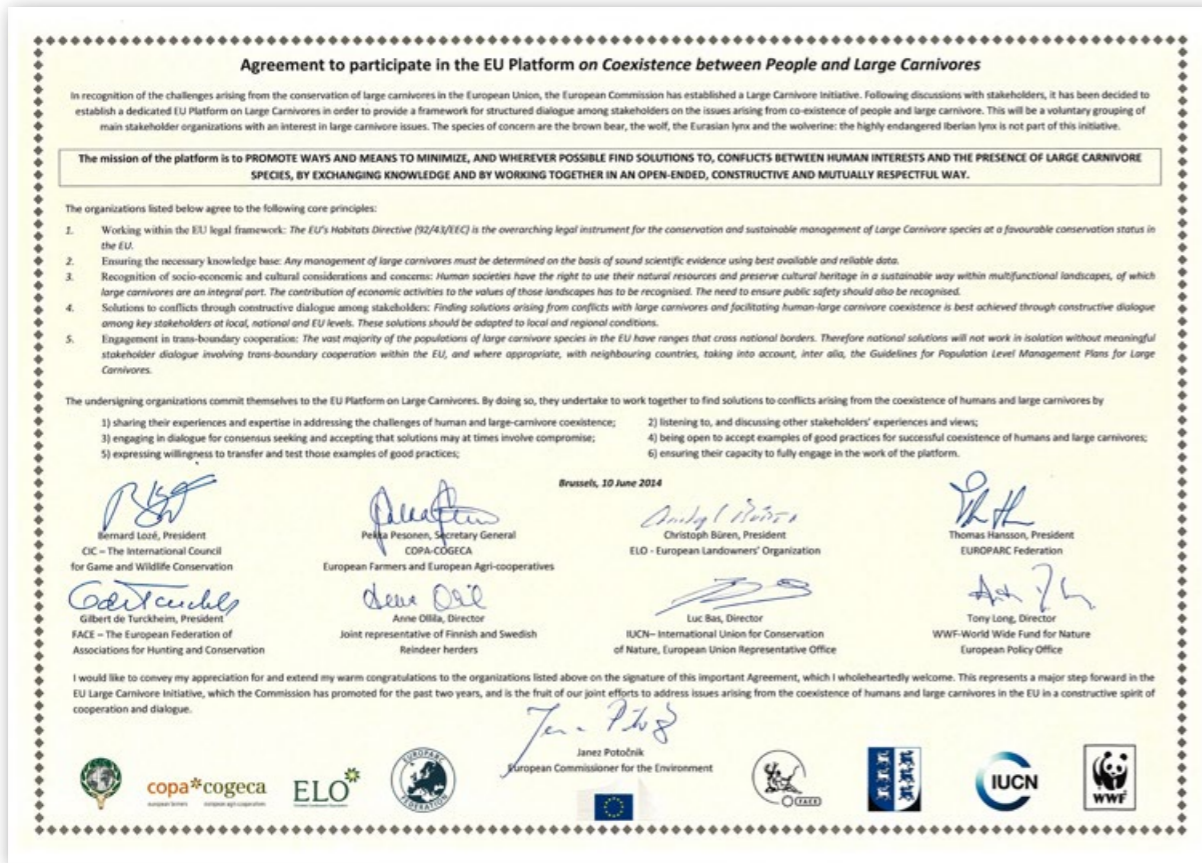 Agreement to participate in the EU Platform on Coexistence between People and Large Carnivores
In recognition of the challenges arising from the conservation of large carnivores in the European Union, the European Commission has established a Large Carnivore Initiative. Following discussions with stakeholders, it has been decided to
establish a dedicated EU Platform on Large Carnivores in order to provide a framework for structured dialogue among stakeholders on the issues arising from co-existence of people and large carnivore. This will be a voluntary grouping of
main stakeholder organizations with an interest in large carnivore issues. The species of concern are the brown bear, the wolf, the Eurasian lynx and the wolverine: the highly endangered Iberian lynx is not part of this initiative.
The mission of the platform is to PROMOTE WAYS AND MEANS TO MINIMIZE, AND WHEREVER POSSIBLE FIND SOLUTIONS TO, CONFLICTS BETWEEN HUMAN INTERESTS AND THE PRESENCE OF LARGE CARNIVORE
SPECIES, BY EXCHANGING KNOWLEDGE AND BY WORKING TOGETHER IN AN OPEN-ENDED, CONSTRUCTIVE AND MUTUALLY RESPECTFUL WAY.
The organizations listed below agree to the following core principles:
1. Working within the EU legal framework: The EU's Habitats Directive (92/43/EEC) is the overarching legal instrument for the conservation and sustainable management of Large Carnivore species at a favourable conservation status in
the EU.
2. Ensuring the necessary knowledge base: Any management of large carnivores must be determined on the basis of sound scientific evidence using best available and reliable data.
3. Recognition of socio-economic and cultural considerations and concerns: Human societies have the right to use their natural resources and preserve cultural heritage in a sustainable way within multifunctional landscapes, of which
large carnivores are an integral part. The contribution of economic activities to the values of those landscapes has to be recognised. The need to ensure public safety should also be recognised.
4. Solutions to conflicts through constructive dialogue among stakeholders: Finding solutions arising from conflicts with large carnivores and facilitating human-large carnivore coexistence is best achieved through constructive dialogue
among key stakeholders at local, national and EU levels. These solutions should be adapted to local and regional conditions.
5. Engagement in trans-boundary cooperation: The vast majority of the populations of large carnivore species in the EU have ranges that cross national borders. Therefore national solutions will not work in isolation without meaningful
stakeholder dialogue involving trans-boundary cooperation within the EU, and where appropriate, with neighbouring countries, taking into account, inter alia, the Guidelines for Population Level Management Plans for Large
Carnivores.
The undersigning organizations commit themselves to the EU Platform on Large Carnivores. By doing so, they undertake to work together to find solutions to conflicts arising from the coexistence of humans and large carnivores by
1) sharing their experiences and expertise in addressing the challenges of human and large-carnivore coexistence; 2) listening to, and discussing other stakeholders' experiences and views;
3) engaging in dialogue for consensus seeking and accepting that solutions may at times involve compromise; 4) being open to accept examples of good practices for successful coexistence of humans and large carnivores;
5) expressing willingness to transfer and test those examples of good practices; 6) ensuring their capacity to fully engage in the work of the platform.
Brussels, 10 June 2014
Bernard Lozé, President
CIC – The International Council
for Game and Wildlife Conservation
Pekka Pesonen, Secretary General
COPA-COGECA
European Farmers and European Agri-cooperatives
Christoph Büren, President
ELO - European Landowners' Organization
Thomas Hansson, President
EUROPARC Federation
Gilbert de Turckheim, President
FACE – The European Federation of
Associations for Hunting and Conservation
Anne Ollila, Director
Joint representative of Finnish and Swedish
Reindeer herders
Luc Bas, Director
IUCN– International Union for Conservation
of Nature, European Union Representative Office
Tony Long, Director
WWF-World Wide Fund for Nature
European Policy Office
I would like to convey my appreciation for and extend my warm congratulations to the organizations listed above on the signature of this important Agreement, which I wholeheartedly welcome. This represents a major step forward in the
EU Large Carnivore Initiative, which the Commission has promoted for the past two years, and is the fruit of our joint efforts to address issues arising from the coexistence of humans and large carnivores in the EU in a constructive spirit of
cooperation and dialogue.
Janez Potočnik
European Commissioner for the Environment
copa*cogeca
european farmers european agri-cooperatives
ELO
EUROPARC
FEDERATION
FACE
IUCN
WWF